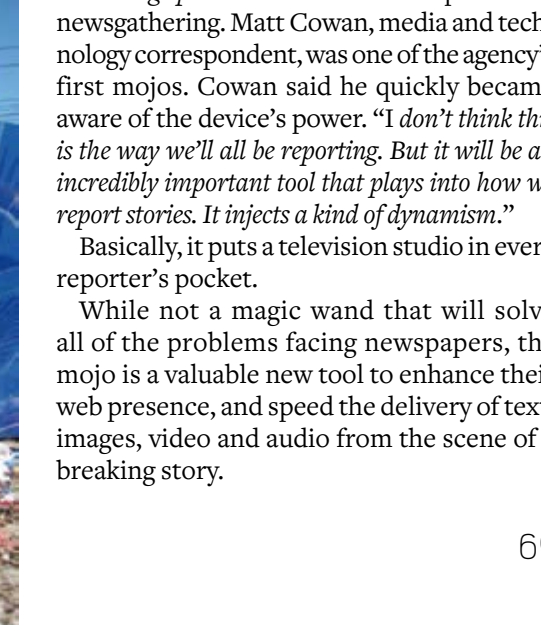 newsgathering. Matt Cowan, media and tech
nology correspondent, was one of the agency’
first mojos. Cowan said he quickly becam
aware of the device’s power. “I don’t think thi
is the way we’ll all be reporting. But it will be a
incredibly important tool that plays into how w
report stories. It injects a kind of dynamism.”
Basically, it puts a television studio in ever
reporter’s pocket.
While not a magic wand that will solv
all of the problems facing newspapers, th
mojo is a valuable new tool to enhance thei
web presence, and speed the delivery of tex
images, video and audio from the scene of
breaking story.